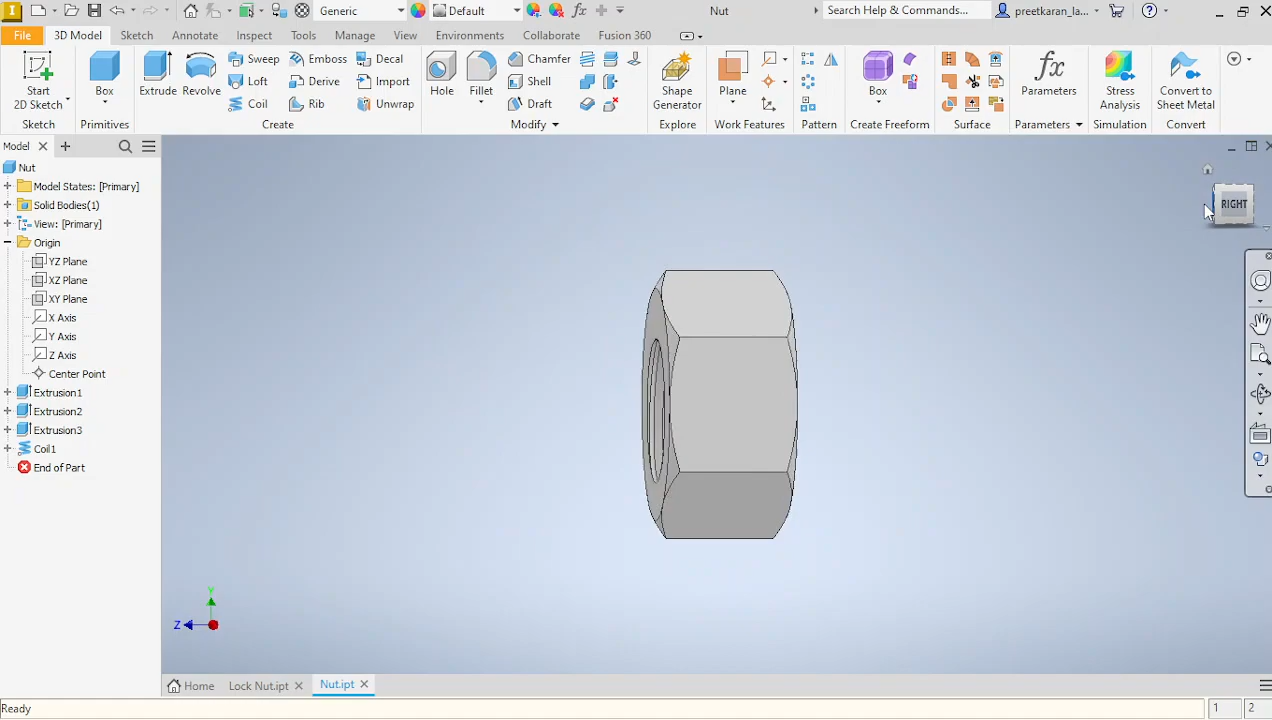 Generic
Default
Nut
Search Help & Commands...
preetkaran_la...
File
3D Model
Sketch
Annotate
Inspect
Tools
Manage
View
Environments
Collaborate
Fusion 360
Start
2D Sketch
Sketch
Box
Primitives
Extrude
Revolve
Sweep
Loft
Coil
Emboss
Derive
Rib
Decal
Import
Unwrap
Create
Hole
Fillet
Chamfer
Shell
Draft
Modify
Shape
Generator
Explore
Plane
Work Features
Pattern
Box
Create Freeform
Surface
fx
Parameters
Parameters
Stress
Analysis
Simulation
Convert to
Sheet Metal
Convert
Model
Nut
Model States: [Primary]
Solid Bodies(1)
View: [Primary]
Origin
YZ Plane
XZ Plane
XY Plane
X Axis
Y Axis
Z Axis
Center Point
Extrusion1
Extrusion2
Extrusion3
Coil1
End of Part
RIGHT
Y
Z
Home
Lock Nut.ipt
Nut.ipt
Ready
1
2